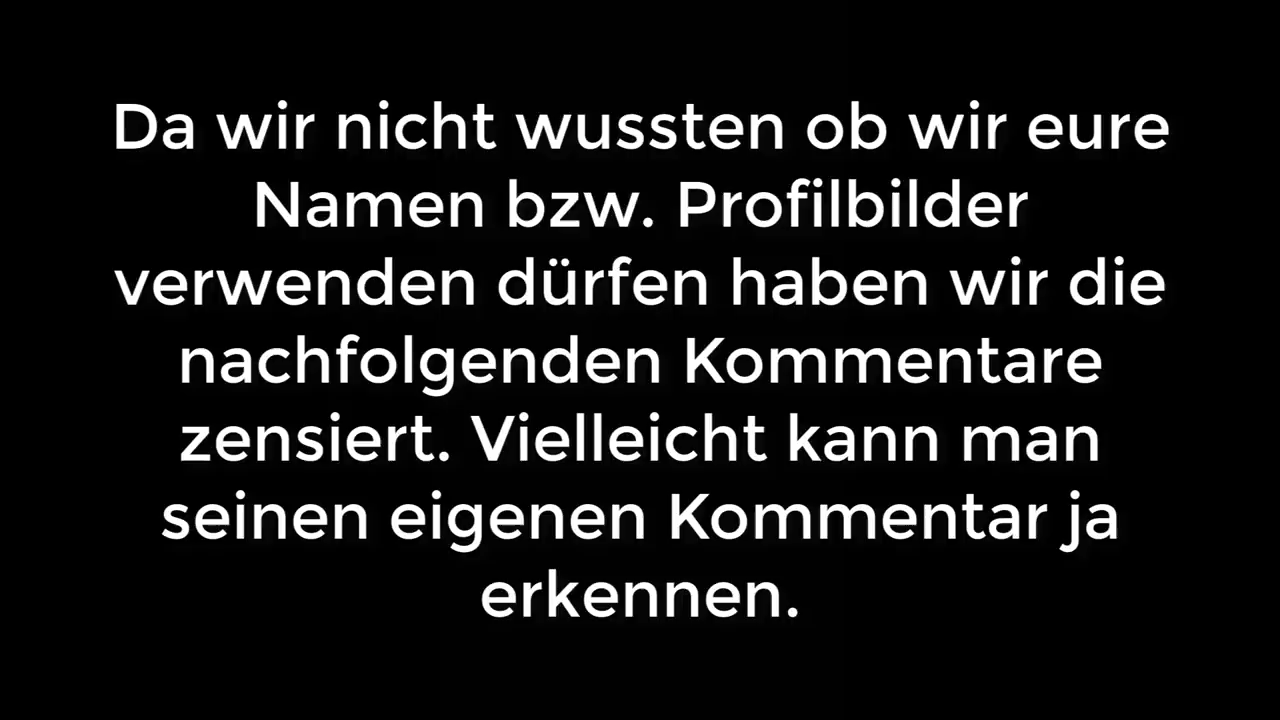 Da wir nicht wussten ob wir eure
Namen bzw. Profilbilder
verwenden dürfen haben wir die
nachfolgenden Kommentare
zensiert. Vielleicht kann man
seinen eigenen Kommentar ja
erkennen.